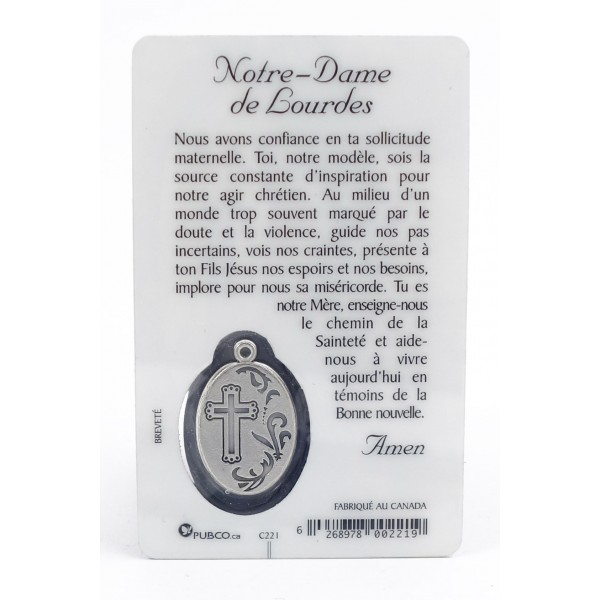 Notre-Dame
de Lourdes
Nous avons confiance en ta sollicitude
maternelle. Toi, notre modèle, sois la
source constante d'inspiration pour
notre agir chrétien. Au milieu d'un
monde trop souvent marqué par le
doute et la violence, guide nos pas
incertains, vois nos craintes, présente à
ton Fils Jésus nos espoirs et nos besoins,
implore pour nous sa miséricorde. Tu es
notre Mère, enseigne-nous
le chemin de la
Sainteté et aide-
nous à vivre
aujourd'hui en
témoins de la
Bonne nouvelle.
Amen
BREVETÉ
FABRIQUÉ AU CANADA
PUBCO.ca
C221
6 268978 002219